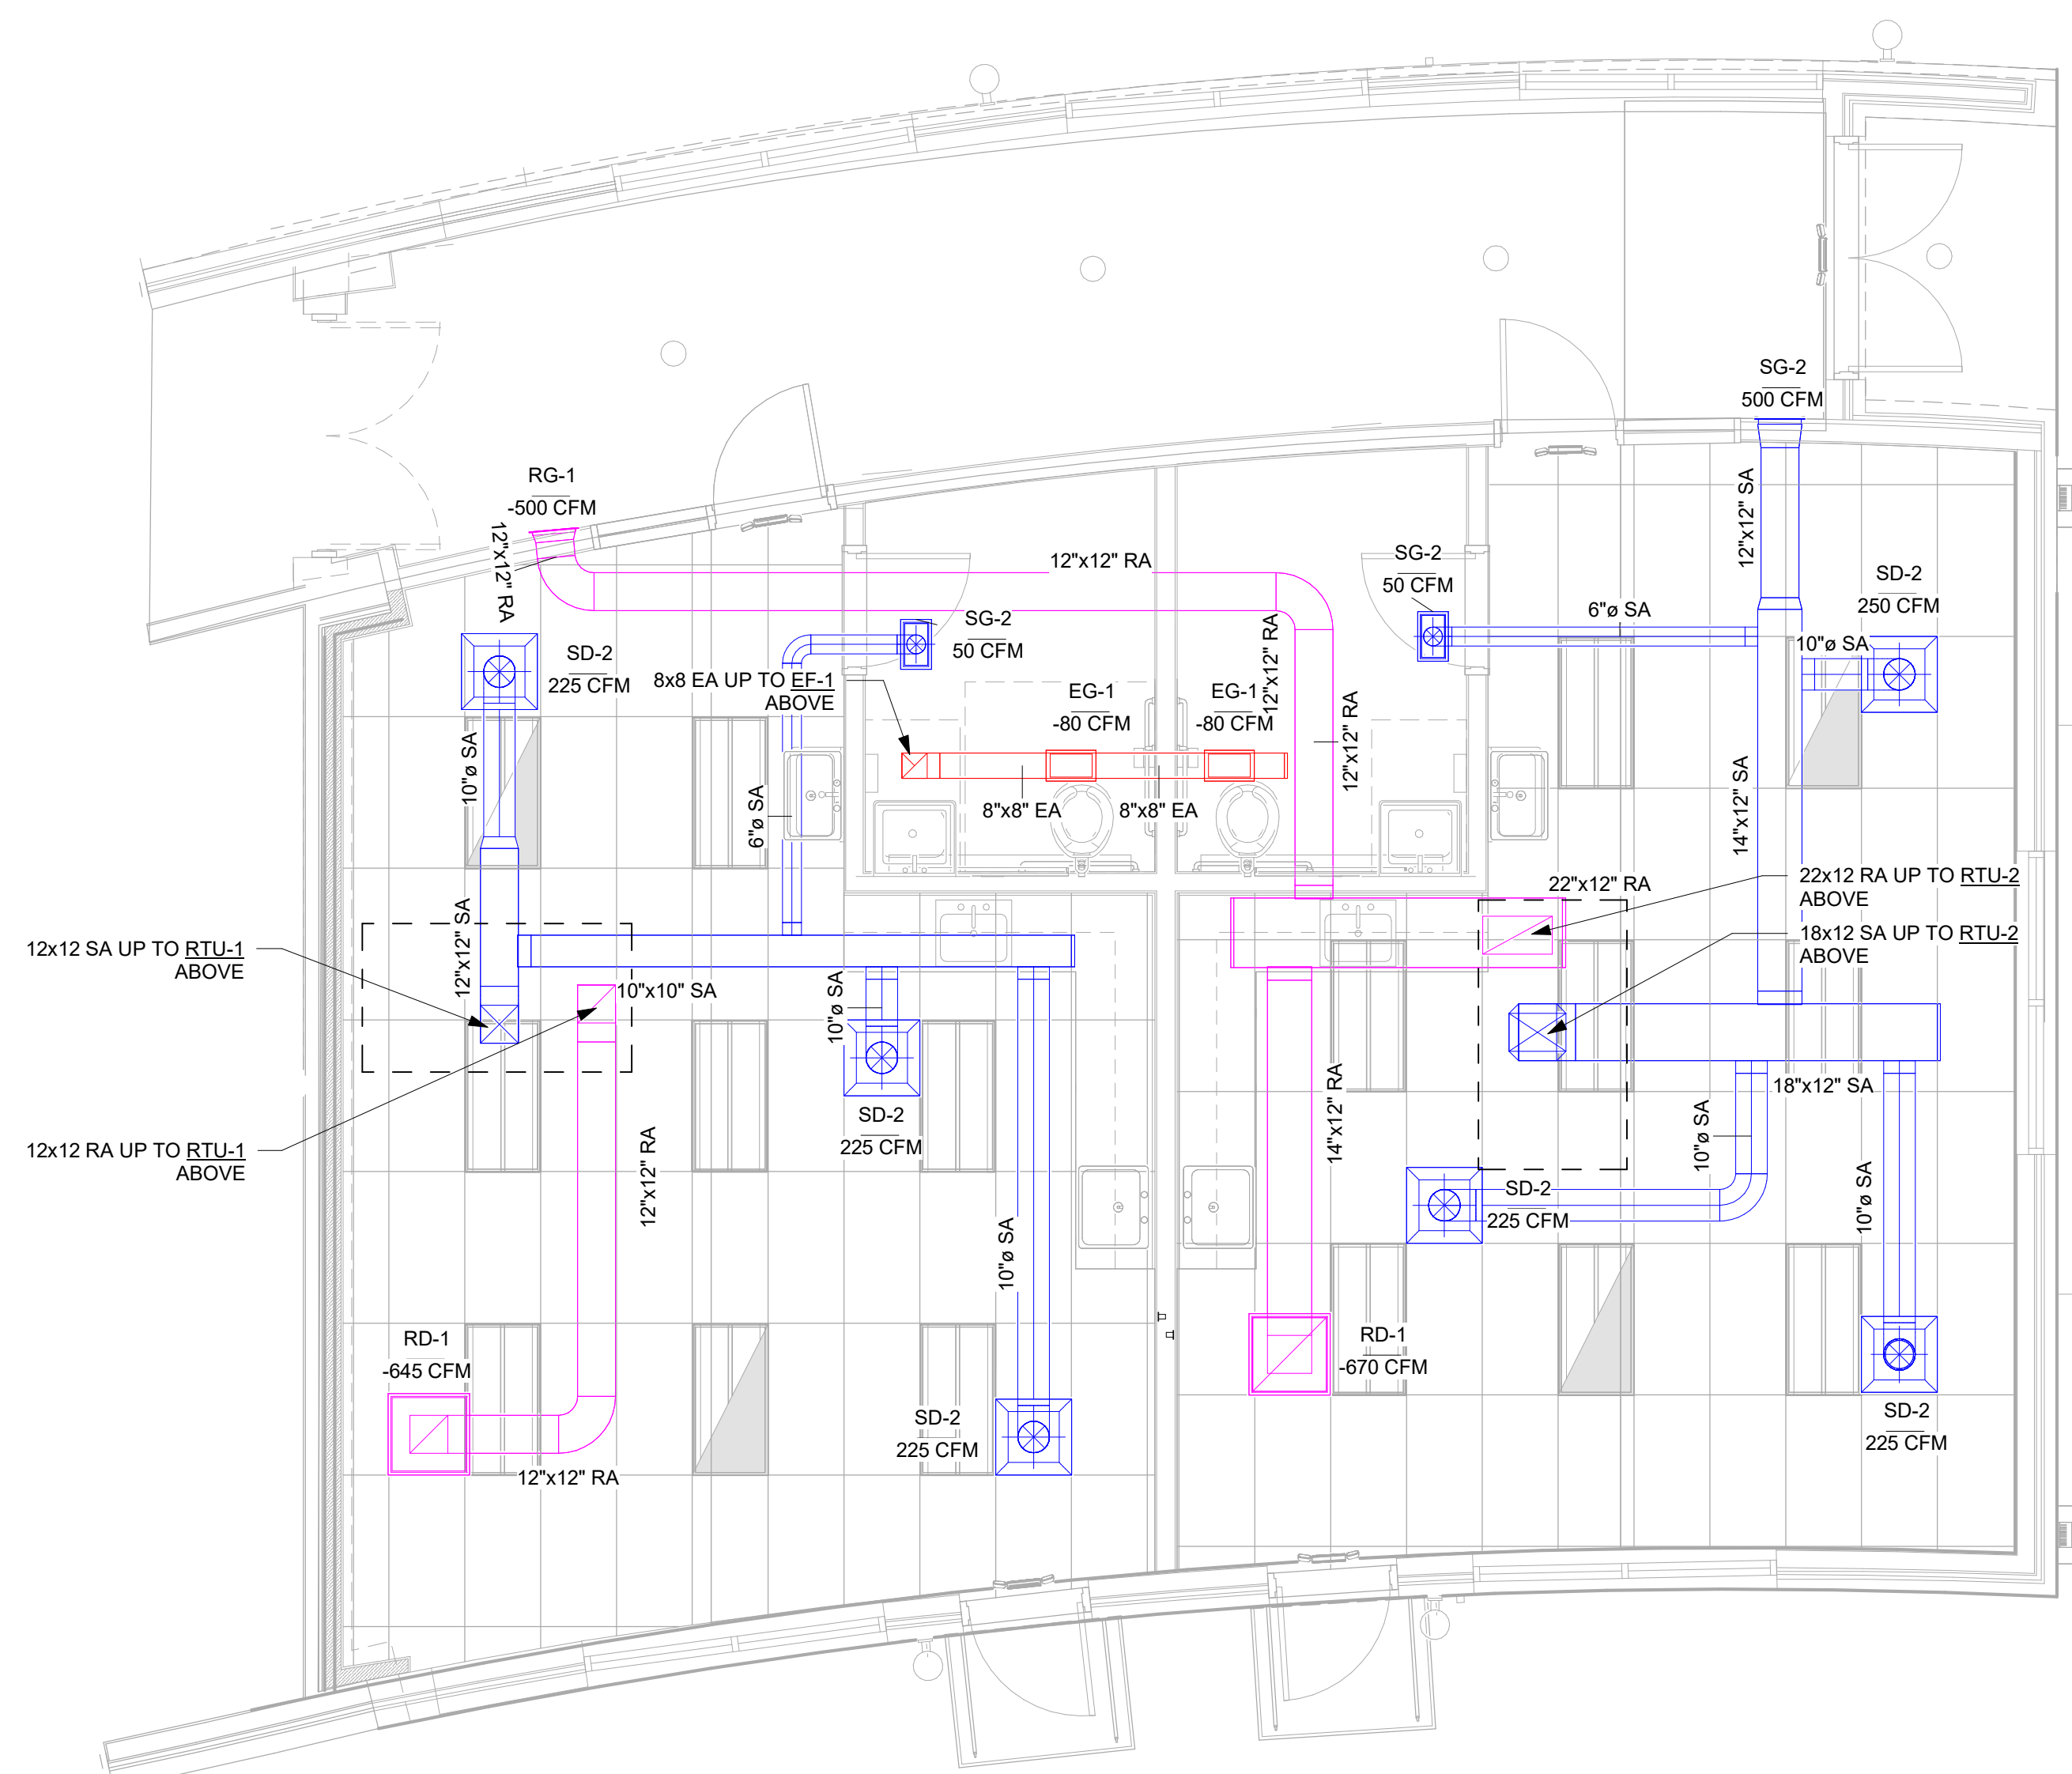 SG-2
500 CFM
RG-1
-500 CFM
12"x12" RA
12"x12" SA
12"x12" RA
SG-2
50 CFM
SD-2
250 CFM
6"ø SA
SG-2
50 CFM
10"ø SA
12"x12" RA
SD-2
225 CFM
8x8 EA UP TO EF-1
ABOVE
EG-1
-80 CFM
EG-1
-80 CFM
10"ø SA
12"x12" RA
14"x12" SA
6"ø SA
8"x8" EA
8"x8" EA
22"x12" RA
22x12 RA UP TO RTU-2
ABOVE
18x12 SA UP TO RTU-2
ABOVE
12"x12" SA
12x12 SA UP TO RTU-1
ABOVE
10"x10" SA
10"ø SA
18"x12" SA
SD-2
225 CFM
14"x12" RA
10"ø SA
12x12 RA UP TO RTU-1
ABOVE
12"x12" RA
SD-2
225 CFM
10"ø SA
10"ø SA
RD-1
-645 CFM
RD-1
-670 CFM
SD-2
225 CFM
SD-2
225 CFM
12"x12" RA